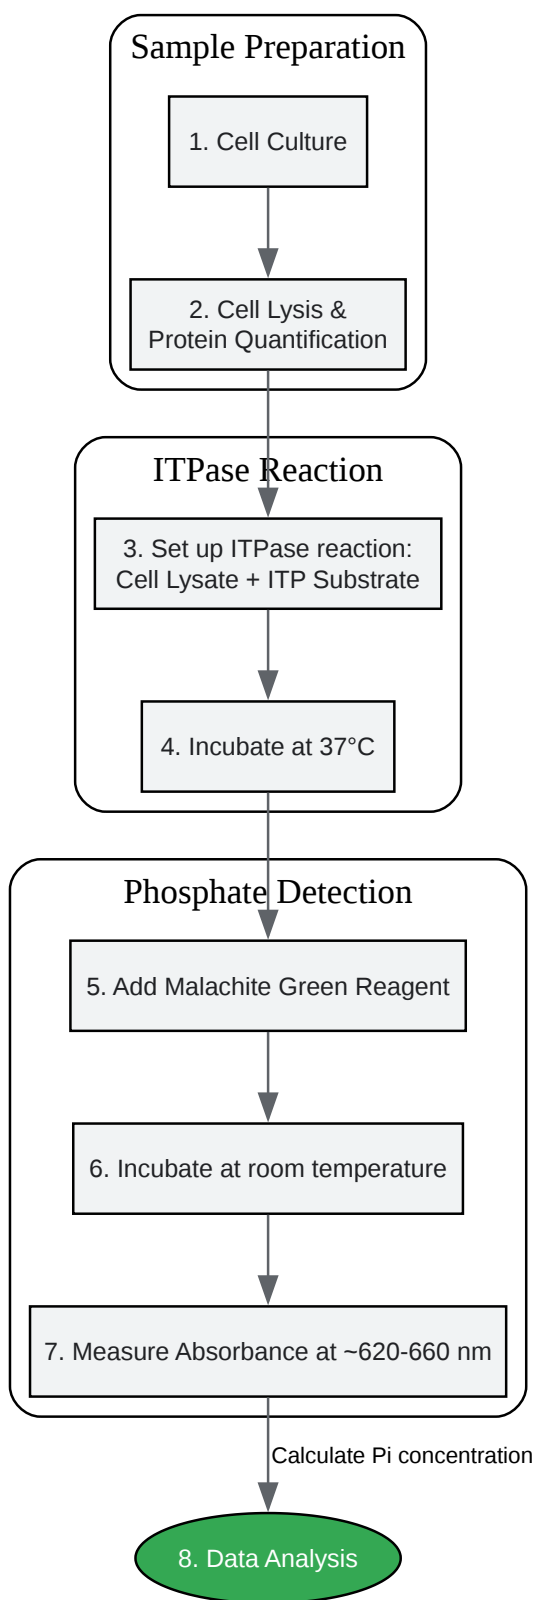 Sample Preparation
1. Cell Culture
2. Cell Lysis &
Protein Quantification
ITPase Reaction
3. Set up ITPase reaction:
Cell Lysate + ITP Substrate
4. Incubate at 37°C
Phosphate Detection
5. Add Malachite Green Reagent
6. Incubate at room temperature
7. Measure Absorbance at ~620-660 nm
Calculate Pi concentration
8. Data Analysis